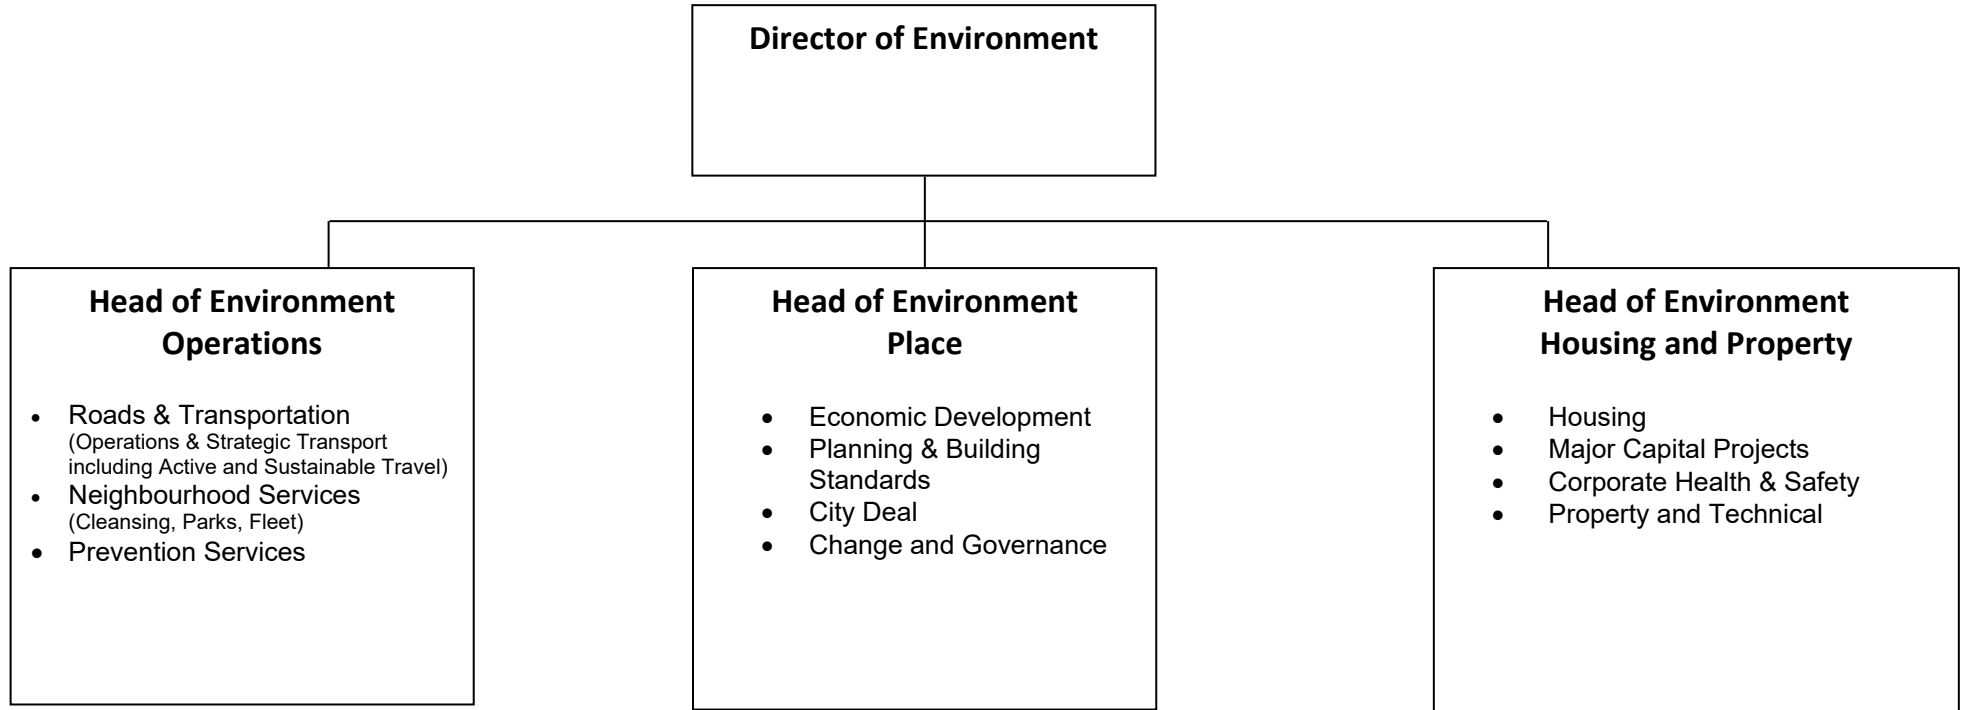 Director of Environment
Head of Environment
Operations
• Roads & Transportation
(Operations & Strategic Transport
including Active and Sustainable Travel)
• Neighbourhood Services
(Cleansing, Parks, Fleet)
• Prevention Services
Head of Environment
Place
• Economic Development
• Planning & Building
Standards
• City Deal
• Change and Governance
Head of Environment
Housing and Property
• Housing
• Major Capital Projects
• Corporate Health & Safety
• Property and Technical